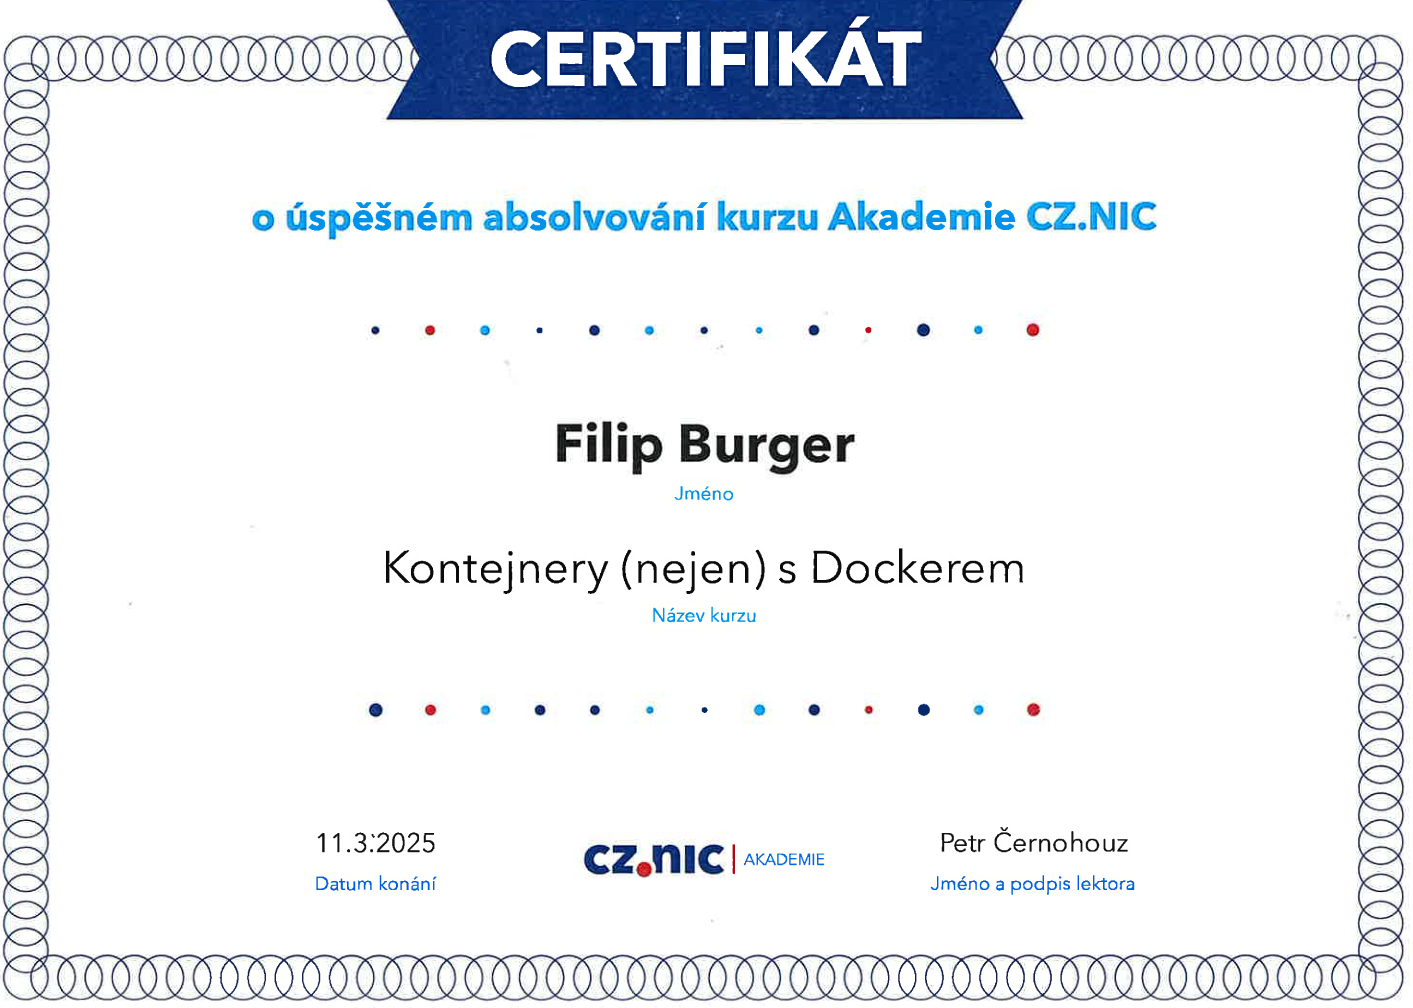 CERTIFIKÁT
o úspěšném absolvování kurzu Akademie CZ.NIC
Filip Burger
Jméno
Kontejnery (nejen) s Dockerem
Název kurzu
11.3.2025
Datum konání
CZ.NIC | AKADEMIE
Petr Černohouz
Jméno a podpis lektora